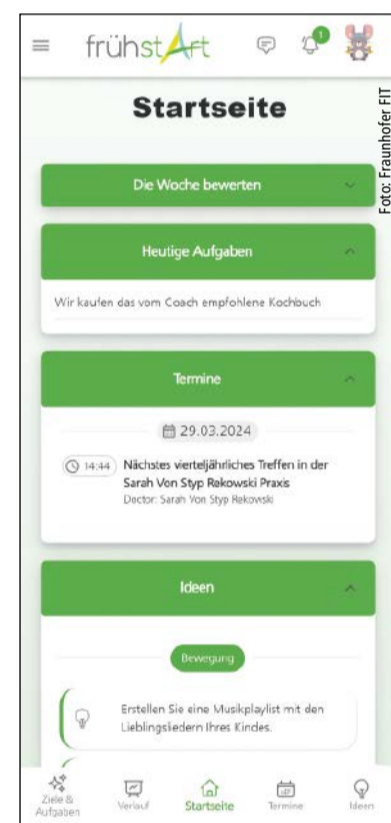 frühstArt
1
Startseite
Foto: Fraunhofer FIT
Die Woche bewerten
Heutige Aufgaben
Wir kaufen das vom Coach empfohlene Kochbuch
Termine
29.03.2024
14:44
Nächstes vierteljährliches Treffen in der
Sarah Von Styp Rekowski Praxis
Doctor: Sarah Von Styp Rekowski
Ideen
Bewegung
Erstellen Sie eine Musikplaylist mit den
Lieblingsliedern Ihres Kindes.
Ziele &
Aufgaben
Verlauf
Startseite
Termine
Ideen